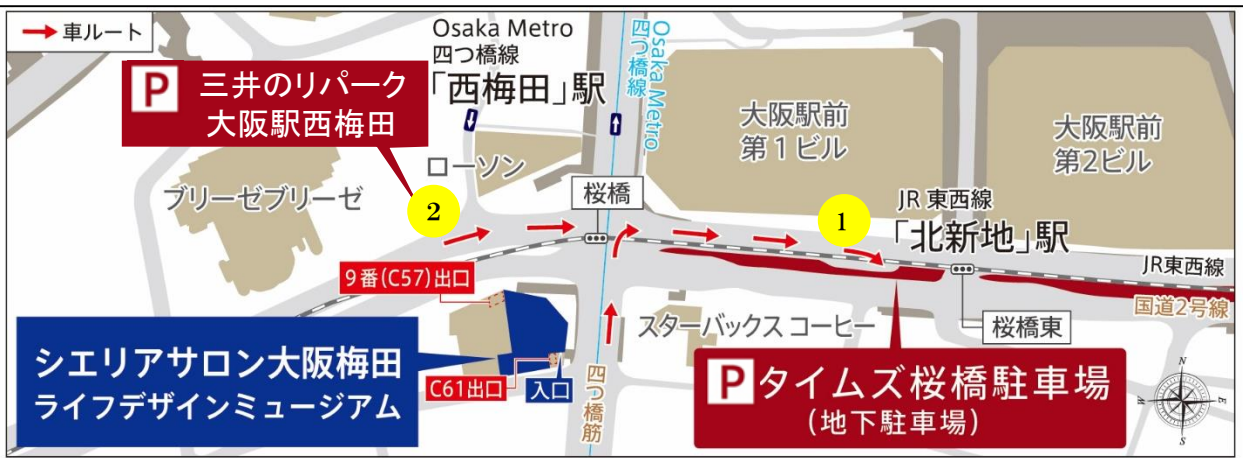 車ルート
Osaka Metro
四つ橋線
「西梅田」駅
Osaka Metro
四つ橋線
P 三井のリパーク
大阪駅西梅田
大阪駅前
第1ビル
大阪駅前
第2ビル
ローソン
ブリーゼブリーゼ
桜橋
2
1
JR 東西線
「北新地」駅
JR東西線
9番(C57)出口
国道2号線
スターバックス コーヒー
桜橋東
シエリアサロン大阪梅田
ライフデザインミュージアム
C61出口
入口
四つ橋筋
P タイムズ桜橋駐車場
(地下駐車場)
N
W
E
S